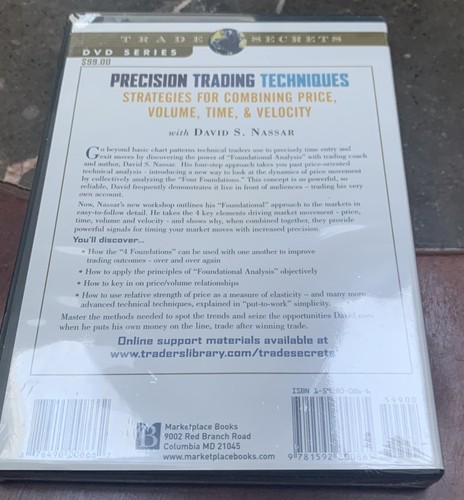 TRADE SECRETS
DVD SERIES
$99.00
PRECISION TRADING TECHNIQUES
STRATEGIES FOR COMBINING PRICE,
VOLUME, TIME, & VELOCITY
with DAVID S. NASSAR
Go beyond basic chart patterns technical traders use to precisely time entry and
exit moves by discovering the power of "Foundational Analysis" with trading coach
and author, David S. Nassar. His four-step approach takes you past price-oriented
technical analysis - introducing a new way to look at the dynamics of price movement
by collectively analyzing the "Four Foundations." This concept is so powerful, so
reliable, David frequently demonstrates it live in front of audiences – trading his very
own account.
Now, Nassar's new workshop outlines his "Foundational" approach to the markets in
easy-to-follow detail. He takes the 4 key elements driving market movement - price,
time, volume and velocity - and shows why, when combined together, they provide
powerful signals for timing your market moves with increased precision.
You'll discover...
• How the "4 Foundations" can be used with one another to improve
trading outcomes - over and over again
• How to apply the principles of "Foundational Analysis" objectively
• How to key in on price/volume relationships
• How to use relative strength of price as a measure of elasticity – and many more
advanced technical techniques, explained in "put-to-work" simplicity.
Master the methods needed to spot the trends and seize the opportunities David uses
when he puts his own money on the line, trade after winning trade.
Online support materials available at
www.traderslibrary.com/tradesecrets
ISBN
59900
Marketplace Books
9002 Red Branch Road
Columbia MD 21045
www.marketplacebooks.com
9 781592